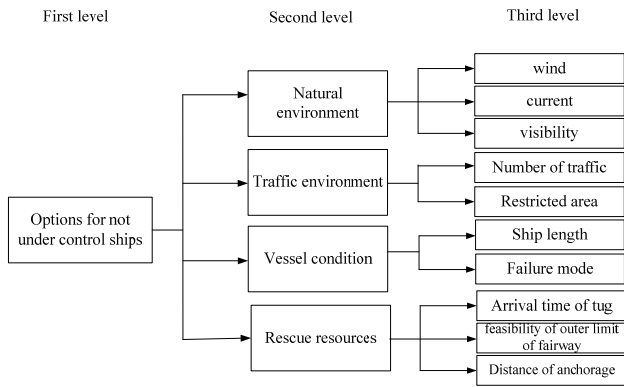 First level
Second level
Third level
Options for not
under control ships
Natural
environment
Traffic environment
Vessel condition
Rescue resources
wind
current
visibility
Number of traffic
Restricted area
Ship length
Failure mode
Arrival time of tug
feasibility of outer limit
of fairway
Distance of anchorage